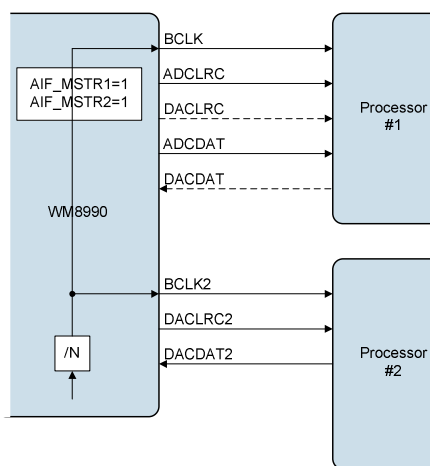 BCLK
AIF_MSTR1=1
AIF_MSTR2=1
ADCLRC
DACLRC
ADCDAT
DACDAT
Processor
#1
WM8990
BCLK2
DACLRC2
DACDAT2
/N
Processor
#2